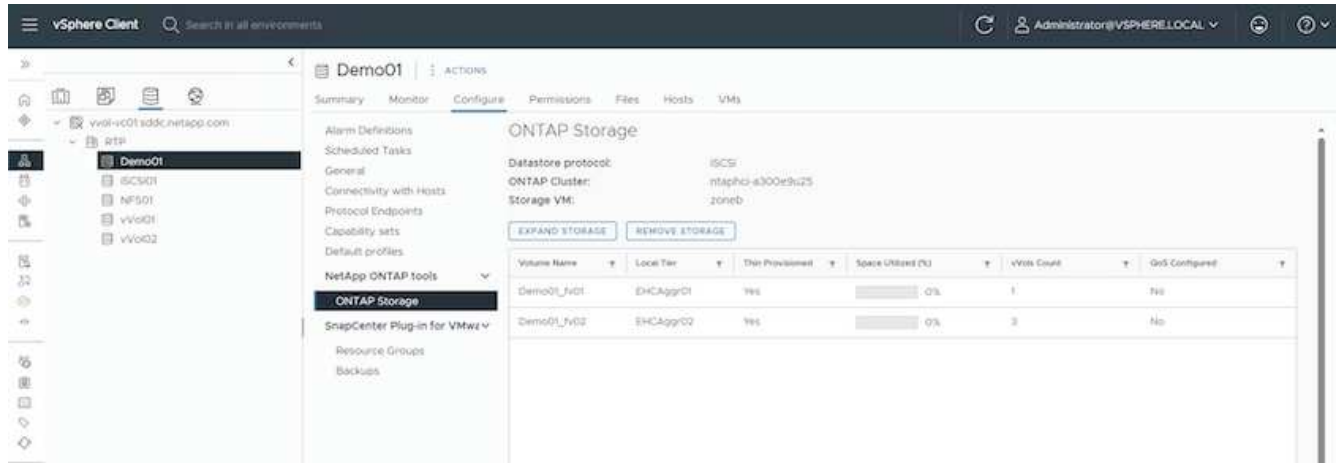 vSphere Client Search in all environments Administrator@VSPHERE.LOCAL
Demo01 ACTIONS
Summary Monitor Configure Permissions Files Hosts VMs
vvol-vc01.sddc.netapp.com
RTP
Demo01
iSCSI01
NFS01
vVol01
vVol02
Alarm Definitions
Scheduled Tasks
General
Connectivity with Hosts
Protocol Endpoints
Capability sets
Default profiles
NetApp ONTAP tools
ONTAP Storage
SnapCenter Plug-in for VMwa
Resource Groups
Backups
ONTAP Storage
Datastore protocol: iSCSI
ONTAP Cluster: ntaphci-a300e9u25
Storage VM: zoneb
EXPAND STORAGE REMOVE STORAGE
Volume Name Local Tier Thin Provisioned Space Utilized (%) vVols Count QoS Configured
Demo01_fv01 EHCAggr01 Yes 0% 1 No
Demo01_fv02 EHCAggr02 Yes 0% 3 No